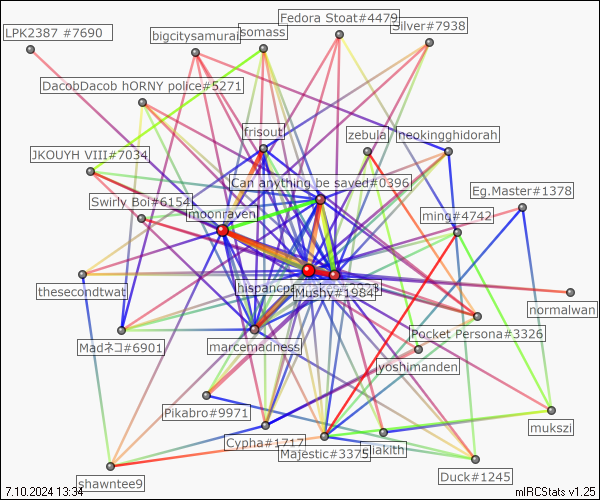 Fedora Stoat#4479
Silver#7938
LPK2387 #7690
bigcitysamurai
somass
DacobDacob hORNY police#5271
frisout
zebula
neokingghidorah
JKOUYH VIII#7034
Can anything be sayed#0396
Eg.Master#1378
Swirly Boi#6154
moonraven
ming#4742
thesecondtwat
Mushy#1984
normalwan
Pocket Persona#3326
Madネコ#6901
marcemadness
yoshimanden
Pikabro#9971
mukszi
Cypha#1717
Majestic#3375
Duck#1245
shawntee9
7.10.2024 13:34
mIRCStats v1.25